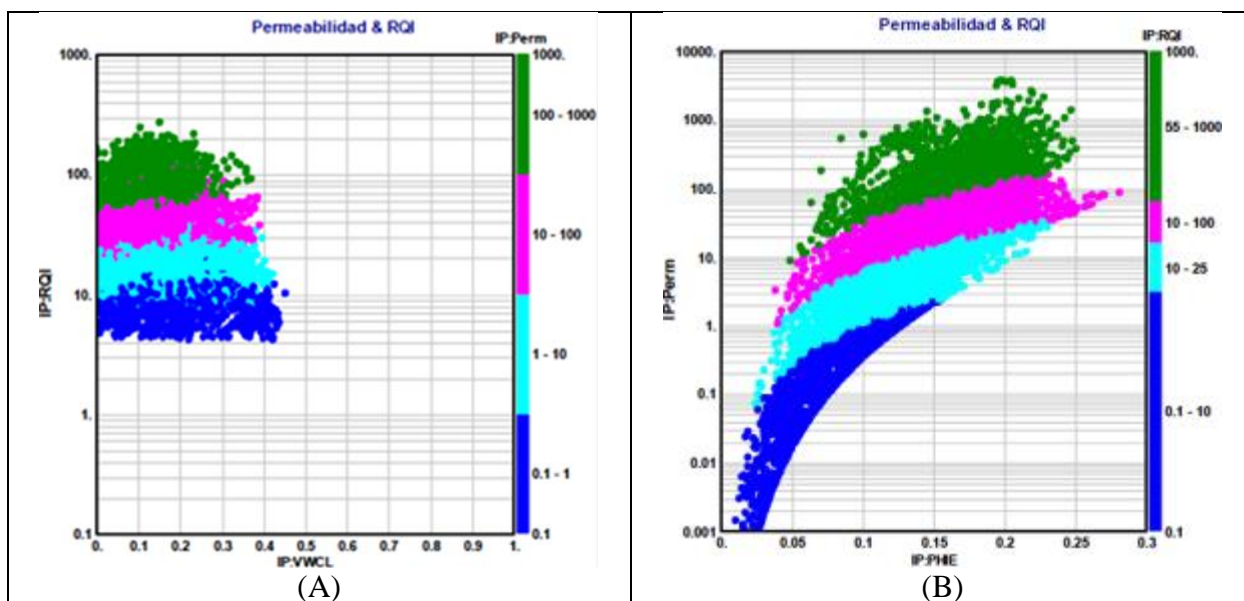 Permeabilidad & RQI
IP:Perm
1000.
100.
10.
1.
0.1
IP:RQI
0. 0.1 0.2 0.3 0.4 0.5 0.6 0.7 0.8 0.9 1.
IP:VWCL
1000.
100 - 1000
10 - 100
1 - 10
0.1 - 1
0.1
(A)
Permeabilidad & RQI
IP:RQI
10000.
1000.
100.
10.
1.
0.1
0.01
0.001
IP:Perm
0. 0.05 0.1 0.15 0.2 0.25 0.3
IP:PHIE
1000.
55 - 1000
10 - 100
10 - 25
0.1 - 10
0.1
(B)